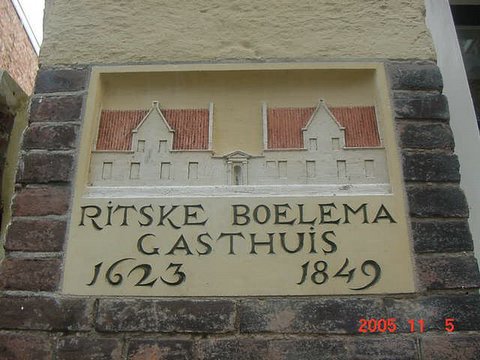 RITSKE BOELEMA
GASTHUIS
1623 1849
2005 11 5